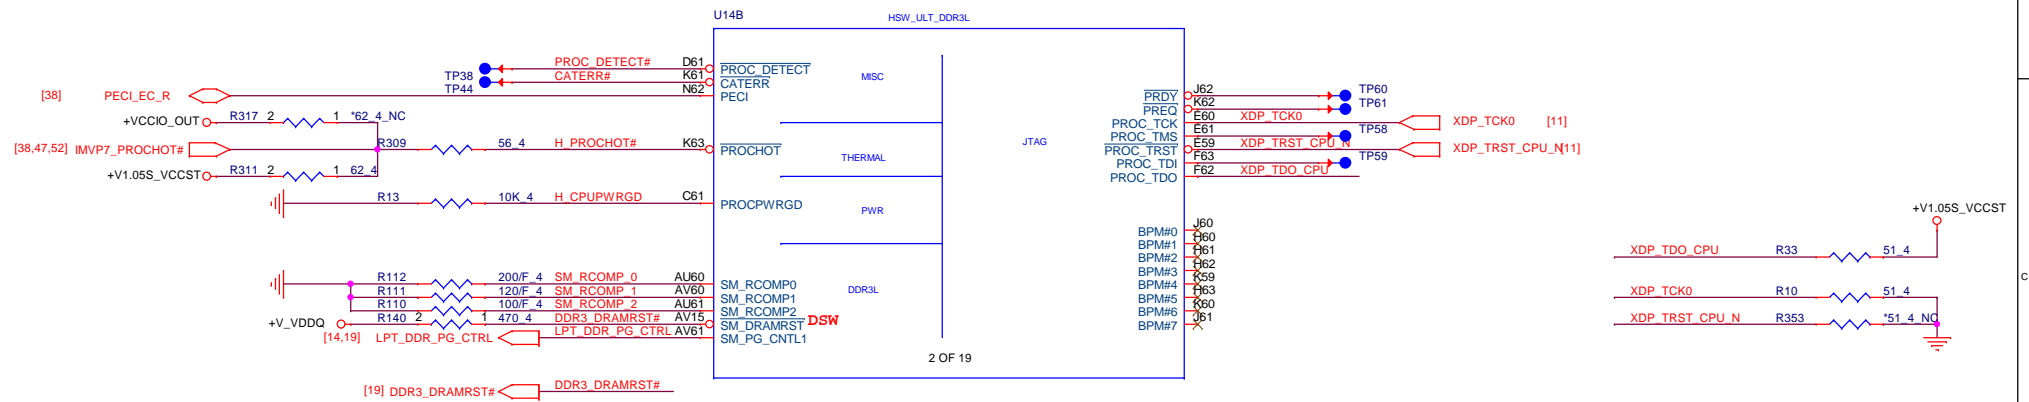 U14B
HSW_ULT_DDR3L
PROC_DETECT# D61
PROC_DETECT
TP38 CATERR# K61
CATERR
MISC
TP44 N62
PECI
[38] PECI_EC_R
J62 TP60
PRDY
K62 TP61
PREQ
+VCCIO_OUT R317 2 1 *62_4_NC
E60 XDP_TCK0 XDP_TCK0 [11]
PROC_TCK
E61 TP58
PROC_TMS
[38,47,52] IMVP7_PROCHOT# R309 56_4 H_PROCHOT# K63
PROCHOT
THERMAL
JTAG
E59 XDP_TRST_CPU_N XDP_TRST_CPU_N [11]
PROC_TRST
F63 TP59
PROC_TDI
+V1.05S_VCCST R311 2 1 62_4
F62 XDP_TDO_CPU
PROC_TDO
R13 10K_4 H_CPUPWRGD C61
PROCPWRGD
PWR
+V1.05S_VCCST
J60
BPM#0
H60
BPM#1
H61
BPM#2
H62
BPM#3
K59
BPM#4
H63
BPM#5
K60
BPM#6
J61
BPM#7
XDP_TDO_CPU R33 51_4
R112 200/F_4 SM_RCOMP_0 AU60
SM_RCOMP0
R111 120/F_4 SM_RCOMP_1 AV60
SM_RCOMP1
DDR3L
R110 100/F_4 SM_RCOMP_2 AU61
SM_RCOMP2
+V_VDDQ R140 2 1 470_4 DDR3_DRAMRST# AV15
SM_DRAMRST DSW
[14,19] LPT_DDR_PG_CTRL LPT_DDR_PG_CTRL AV61
SM_PG_CNTL1
XDP_TCK0 R10 51_4
XDP_TRST_CPU_N R353 *51_4_NC
C
2 OF 19
[19] DDR3_DRAMRST# DDR3_DRAMRST#